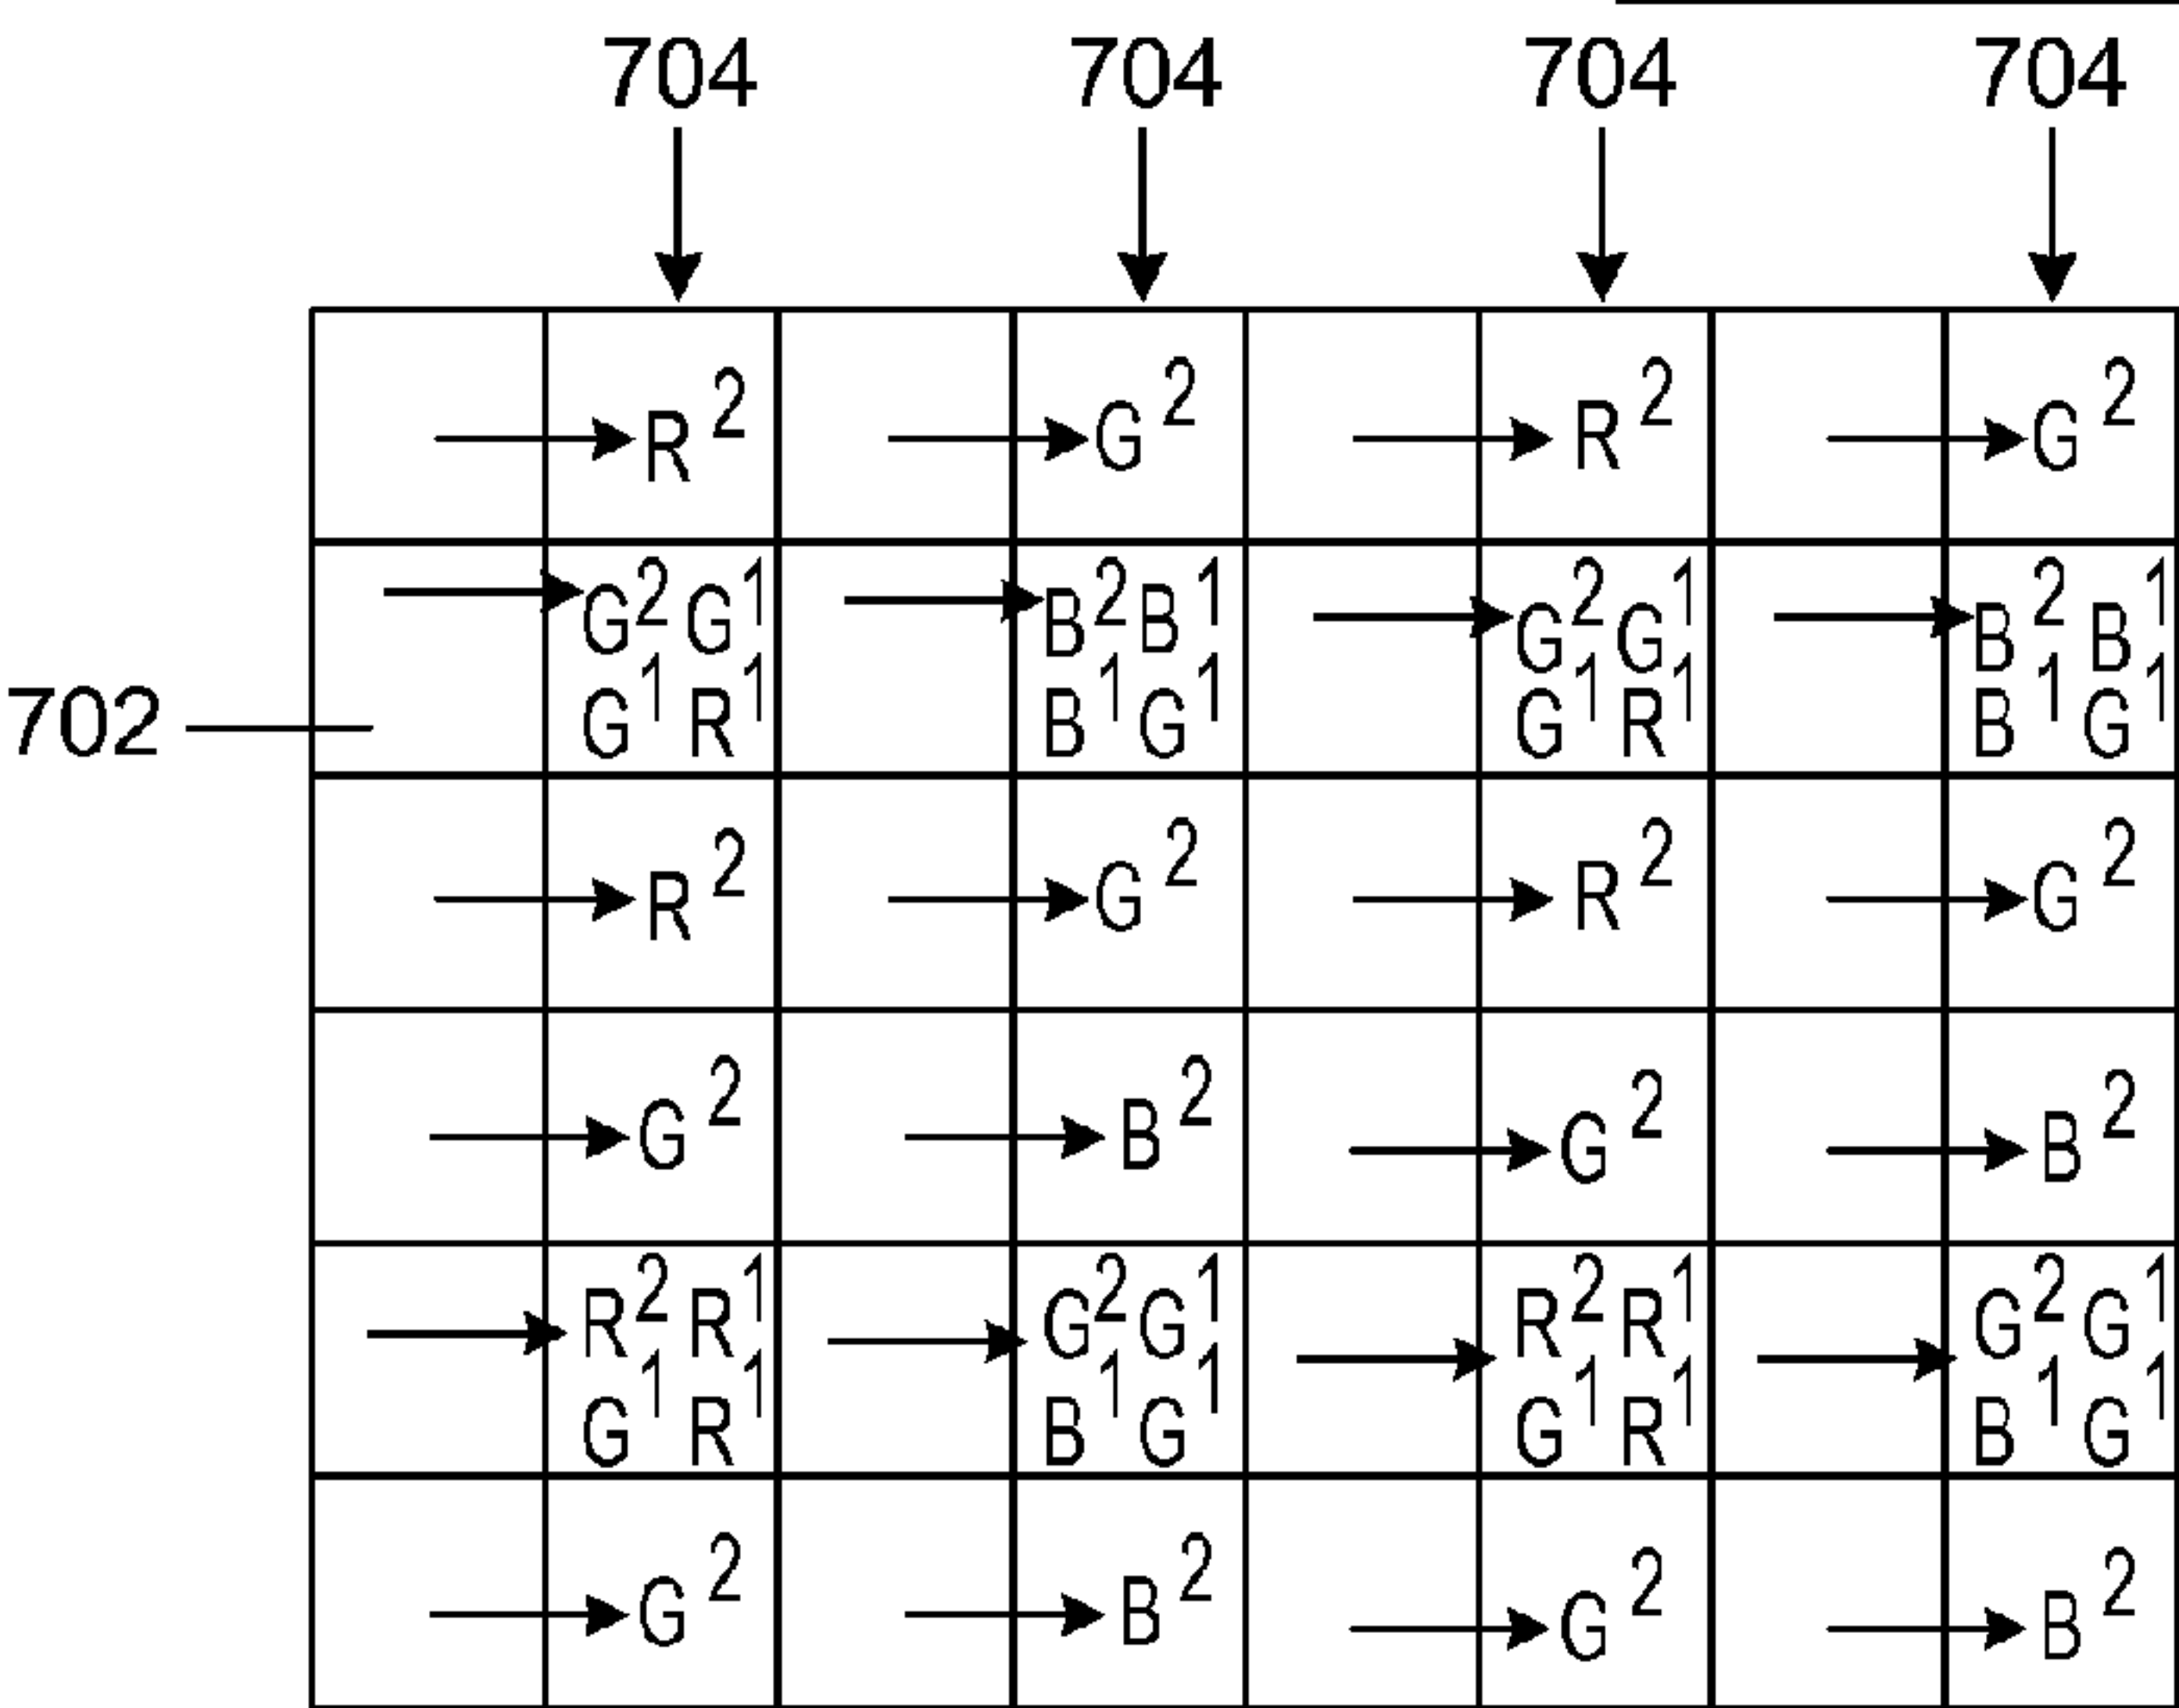 704 704 704 704
R² G² R² G²
G²G¹ B²B¹ G²G¹ B²B¹
G¹R¹ B¹G¹ G¹R¹ B¹G¹
702
R² G² R² G²
G² B² G² B²
R²R¹ G²G¹ R²R¹ G²G¹
G¹R¹ B¹G¹ G¹R¹ B¹G¹
G² B² G² B²